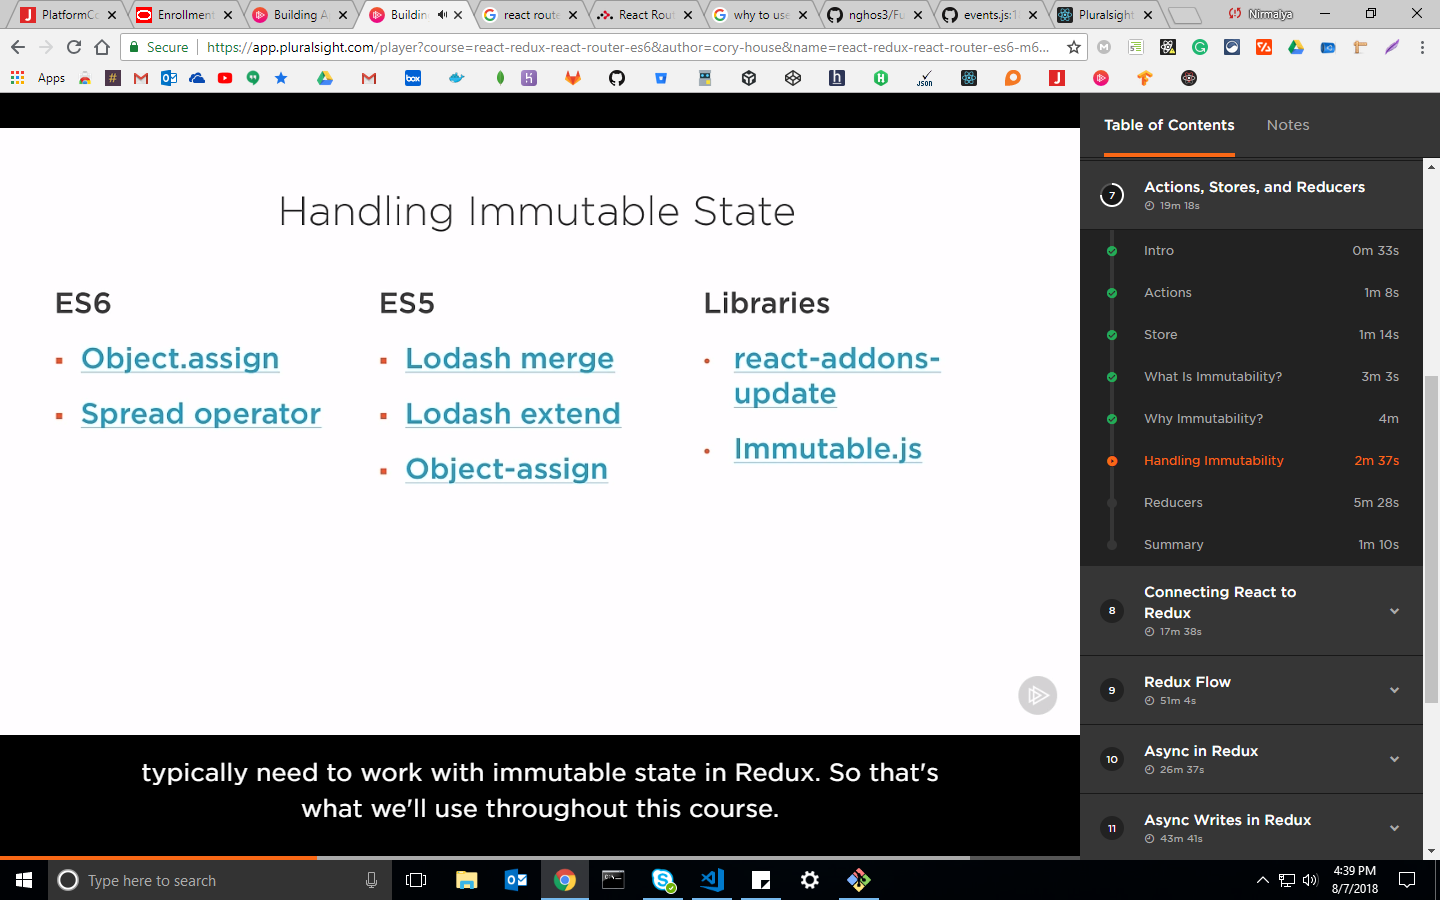 PlatformCo
Enrollment
Building A
Buildin
react route
React Rout
why to use
nghos3/Fu
events.js:1
Pluralsight
Nirmalya
Secure
https://app.pluralsight.com/player?course=react-redux-react-router-es6&author=cory-house&name=react-redux-react-router-es6-m6...
Apps
box
JSON
Handling Immutable State
ES6
Object.assign
Spread operator
ES5
Lodash merge
Lodash extend
Object-assign
Libraries
react-addons-
update
Immutable.js
typically need to work with immutable state in Redux. So that's
what we'll use throughout this course.
Table of Contents
Notes
7
Actions, Stores, and Reducers
19m 18s
Intro 0m 33s
Actions 1m 8s
Store 1m 14s
What Is Immutability? 3m 3s
Why Immutability? 4m
Handling Immutability 2m 37s
Reducers 5m 28s
Summary 1m 10s
8
Connecting React to
Redux
17m 38s
9
Redux Flow
51m 4s
10
Async in Redux
26m 37s
11
Async Writes in Redux
43m 41s
Type here to search
4:39 PM
8/7/2018